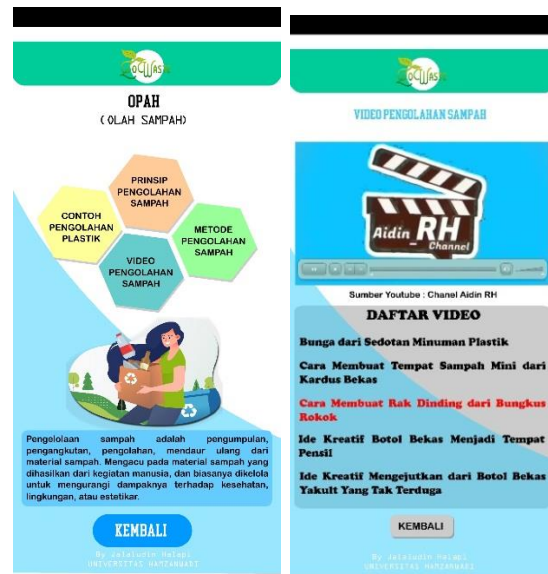 EcoWast
OPAH
( OLAH SAMPAH)
PRINSIP
PENGOLAHAN
SAMPAH
CONTOH
PENGOLAHAN
PLASTIK
METODE
PENGOLAHAN
SAMPAH
VIDEO
PENGOLAHAN
SAMPAH
Pengelolaan sampah adalah pengumpulan,
pengangkutan, pengolahan, mendaur ulang dari
material sampah. Mengacu pada material sampah yang
dihasilkan dari kegiatan manusia, dan biasanya dikelola
untuk mengurangi dampaknya terhadap kesehatan,
lingkungan, atau estetikar.
KEMBALI
By Jalaludin Halapi
UNIVERSITAS HAMZANWADI
VIDEO PENGOLAHAN SAMPAH
Aidin_RH
Channel
Sumber Youtube : Chanel Aidin RH
DAFTAR VIDEO
Bunga dari Sedotan Minuman Plastik
Cara Membuat Tempat Sampah Mini dari
Kardus Bekas
Cara Membuat Rak Dinding dari Bungkus
Rokok
Ide Kreatif Botol Bekas Menjadi Tempat
Pensil
Ide Kreatif Mengejutkan dari Botol Bekas
Yakult Yang Tak Terduga
KEMBALI
By Jalaludin Halapi
UNIVERSITAS HAMZANWADI